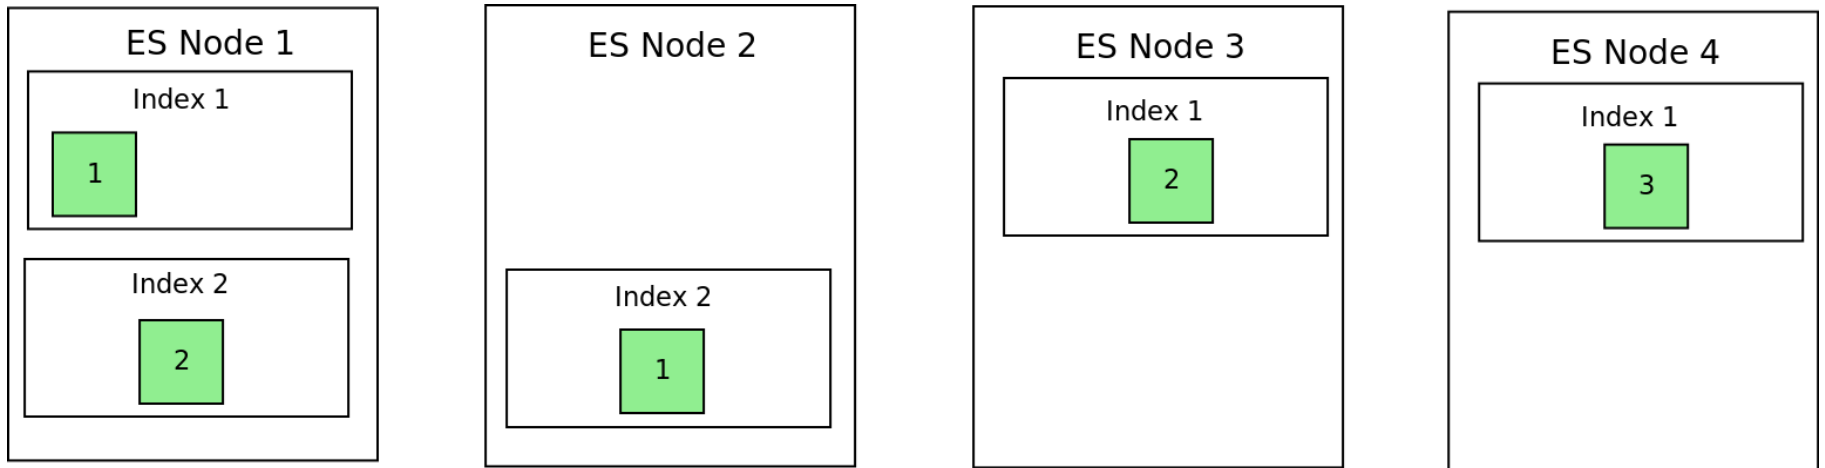 ES Node 1
Index 1
1
Index 2
2
ES Node 2
Index 2
1
ES Node 3
Index 1
2
ES Node 4
Index 1
3